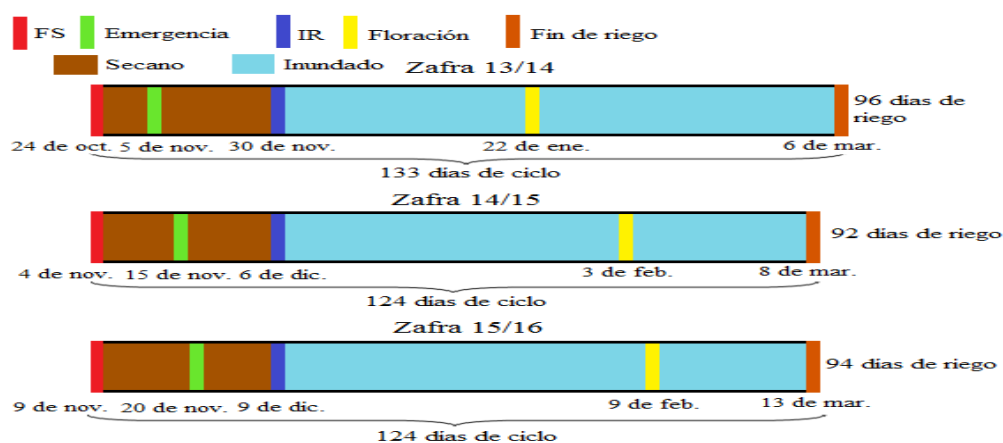 FS Emergencia IR Floración Fin de riego
Secano Inundado
Zafra 13/14
96 días de
riego
24 de oct. 5 de nov. 30 de nov. 22 de ene. 6 de mar.
133 días de ciclo
Zafra 14/15
92 días de riego
4 de nov. 15 de nov. 6 de dic. 3 de feb. 8 de mar.
124 días de ciclo
Zafra 15/16
94 días de riego
9 de nov. 20 de nov. 9 de dic. 9 de feb. 13 de mar.
124 días de ciclo